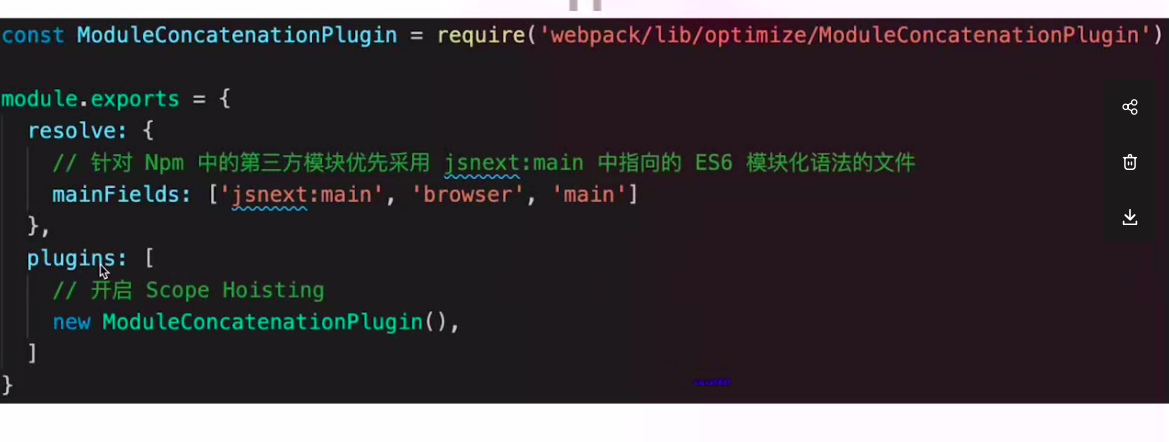 const ModuleConcatenationPlugin = require('webpack/lib/optimize/ModuleConcatenationPlugin')
module.exports = {
resolve: {
// 针对 Npm 中的第三方模块优先采用 jsnext:main 中指向的 ES6 模块化语法的文件
mainFields: ['jsnext:main', 'browser', 'main']
},
plugins: [
// 开启 Scope Hoisting
new ModuleConcatenationPlugin(),
]
}